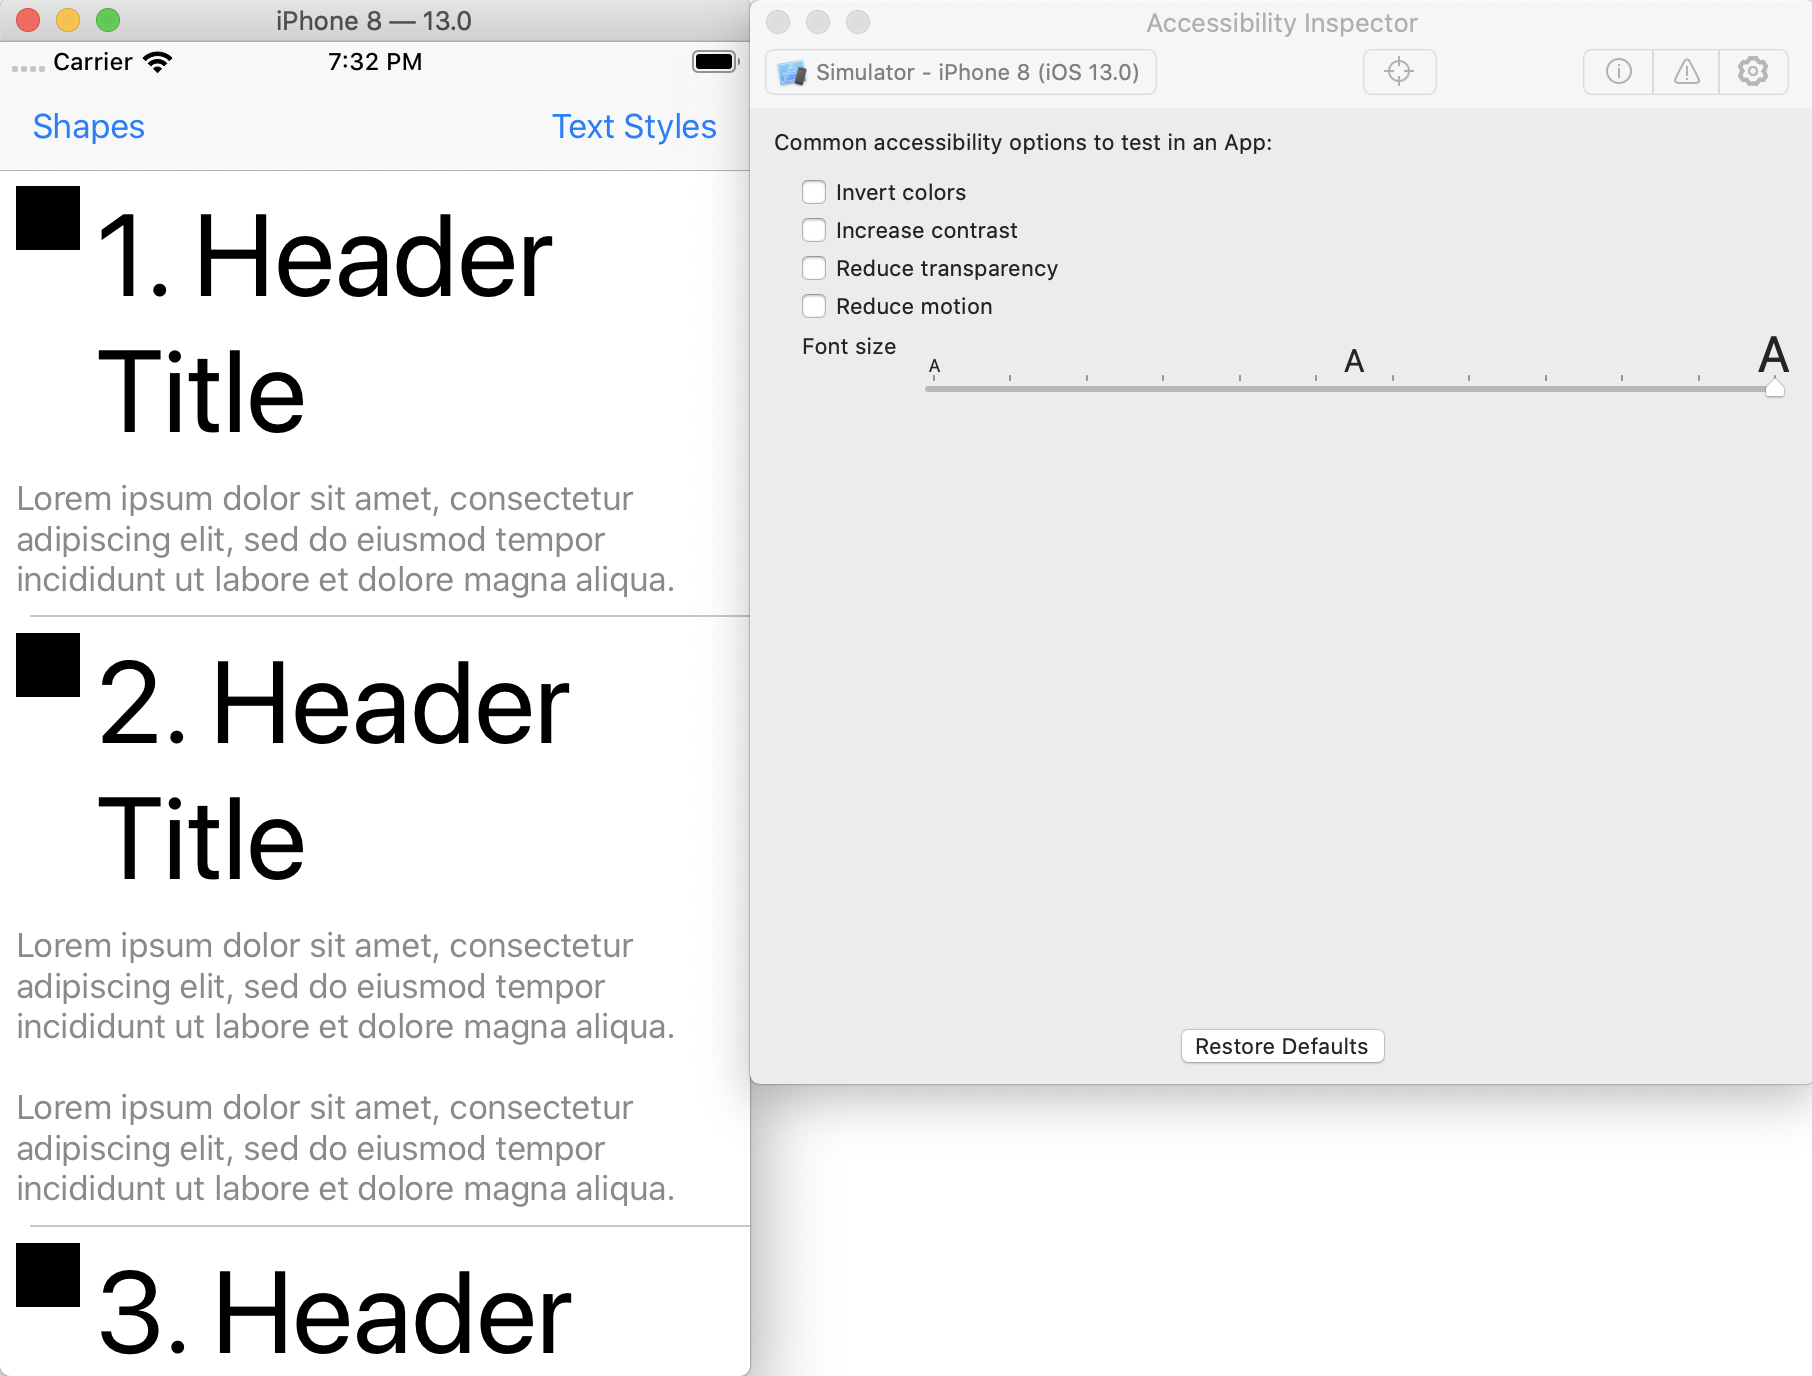 iPhone 8 — 13.0
Carrier 7:32 PM
Shapes Text Styles
1. Header
Title
Lorem ipsum dolor sit amet, consectetur
adipiscing elit, sed do eiusmod tempor
incididunt ut labore et dolore magna aliqua.
2. Header
Title
Lorem ipsum dolor sit amet, consectetur
adipiscing elit, sed do eiusmod tempor
incididunt ut labore et dolore magna aliqua.
Lorem ipsum dolor sit amet, consectetur
adipiscing elit, sed do eiusmod tempor
incididunt ut labore et dolore magna aliqua.
3. Header
Accessibility Inspector
Simulator - iPhone 8 (iOS 13.0)
Common accessibility options to test in an App:
Invert colors
Increase contrast
Reduce transparency
Reduce motion
Font size
A A A
Restore Defaults